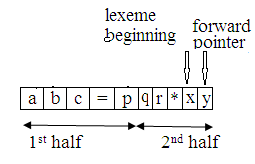 lexeme forward
beginning pointer
a b c = p q r * x y
1st half 2nd half